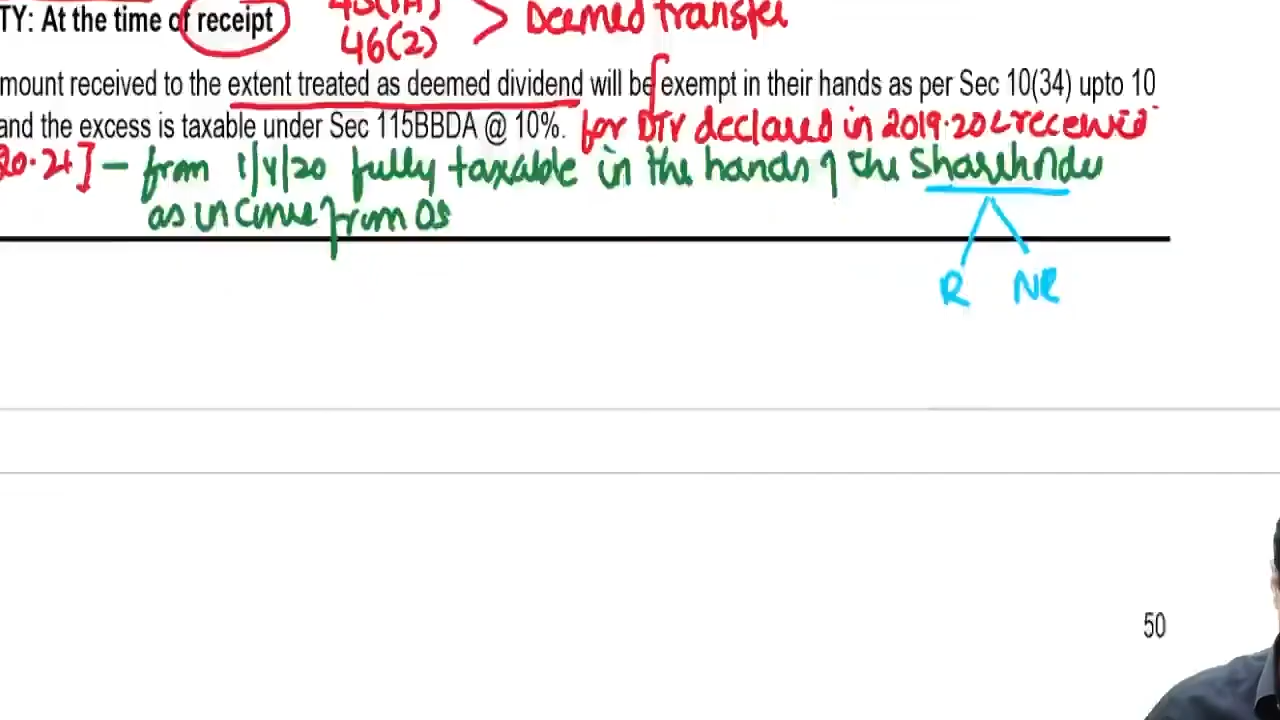 TY: At the time of receipt
46(2) > Deemed transfer
mount received to the extent treated as deemed dividend will be exempt in their hands as per Sec 10(34) upto 10
and the excess is taxable under Sec 115BBDA @ 10%. for DIV declared in 2019-20 & received
20-21] – from 1/4/20 fully taxable in the hands of the Shareholder
as income from OS
R NR
50